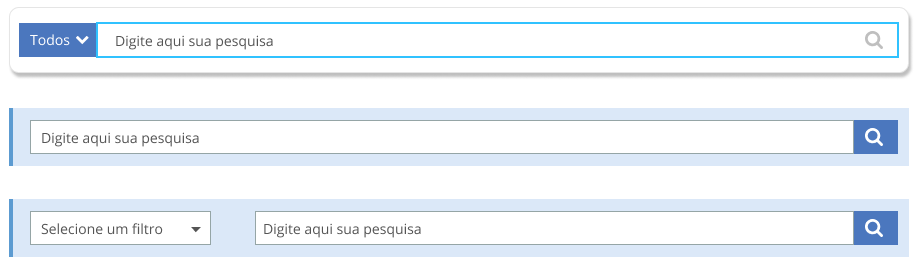 Todos Digite aqui sua pesquisa
Digite aqui sua pesquisa
Selecione um filtro Digite aqui sua pesquisa